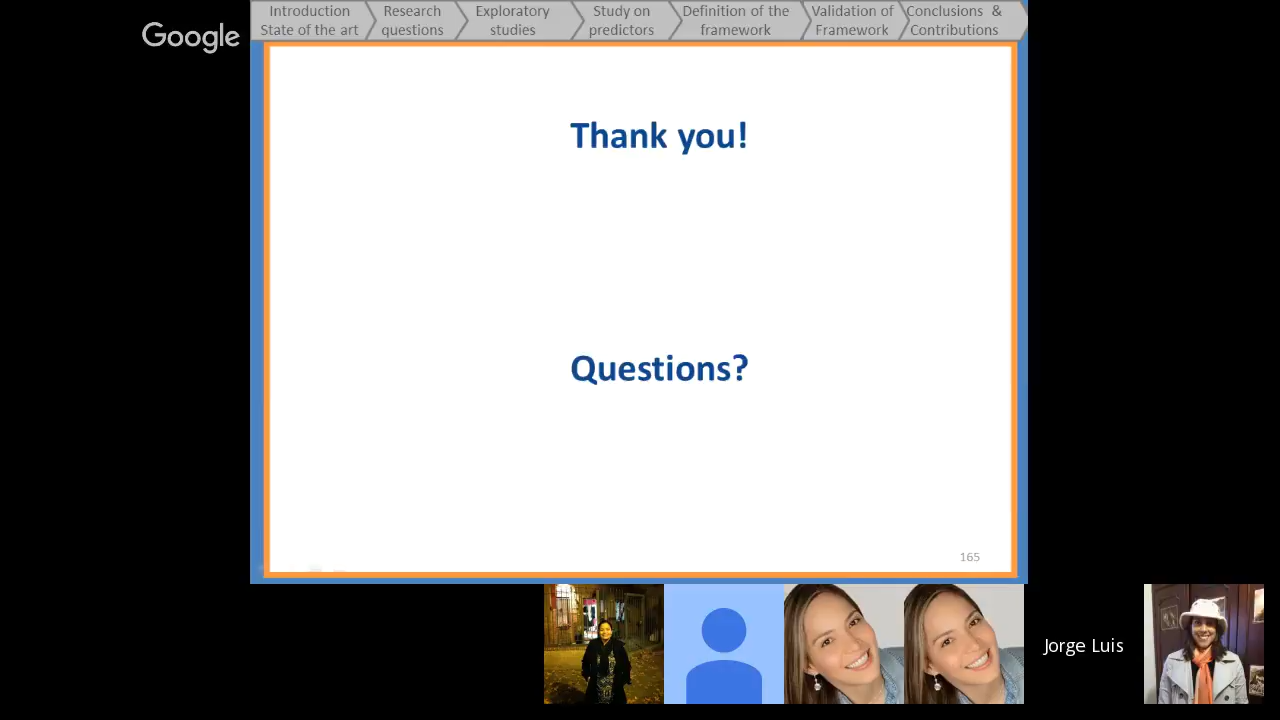 Google
Introduction
State of the art
Research
questions
Exploratory
studies
Study on
predictors
Definition of the
framework
Validation of
Framework
Conclusions &
Contributions
Thank you!
Questions?
165
Jorge Luis